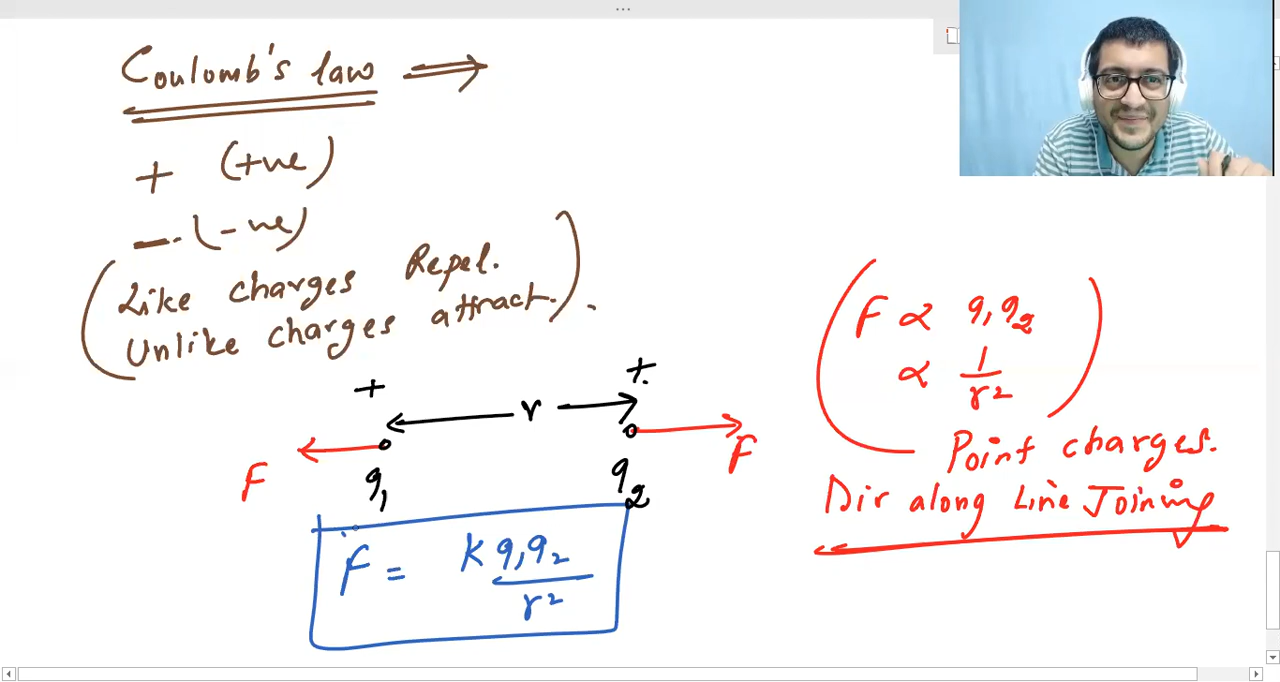 Coulomb's law ⟹
+ (+ve)
- (-ve)
(Like charges Repel.
Unlike charges attract.).
+ +.
r
F F
q₁ q₂
F = K q₁q₂ / r²
(F ∝ q₁q₂
∝ 1/r²)
Point charges.
Dir along Line Joining